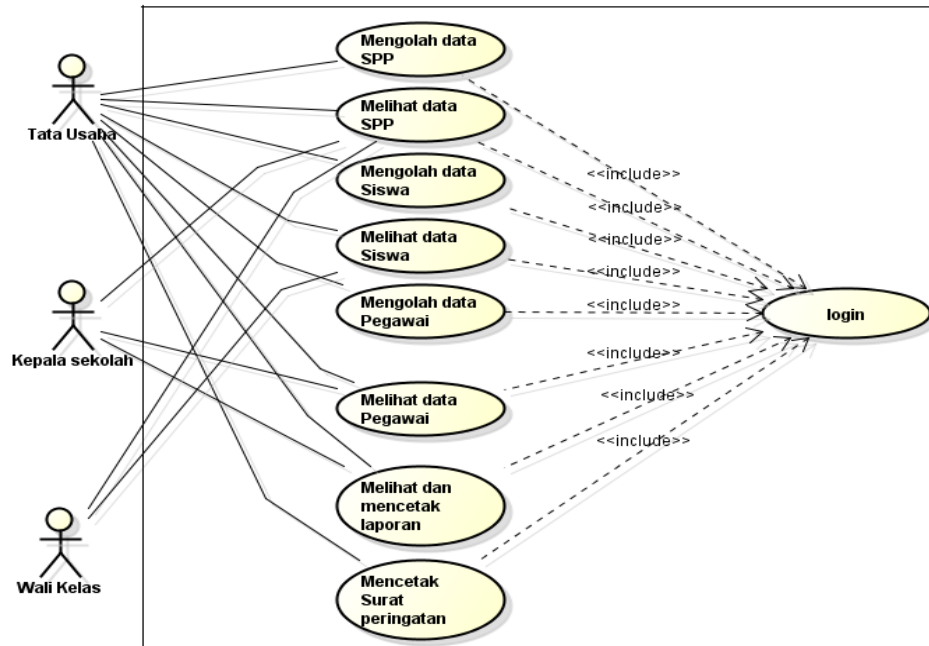 Mengolah data
SPP
Tata Usaha
Melihat data
SPP
Mengolah data
Siswa
Melihat data
Siswa
Kepala sekolah
Mengolah data
Pegawai
Melihat data
Pegawai
Melihat dan
mencetak
laporan
Wali Kelas
Mencetak
Surat
peringatan
<<include>>
<<include>>
<<include>>
<<include>>
<<include>>
<<include>>
<<include>>
<<include>>
login